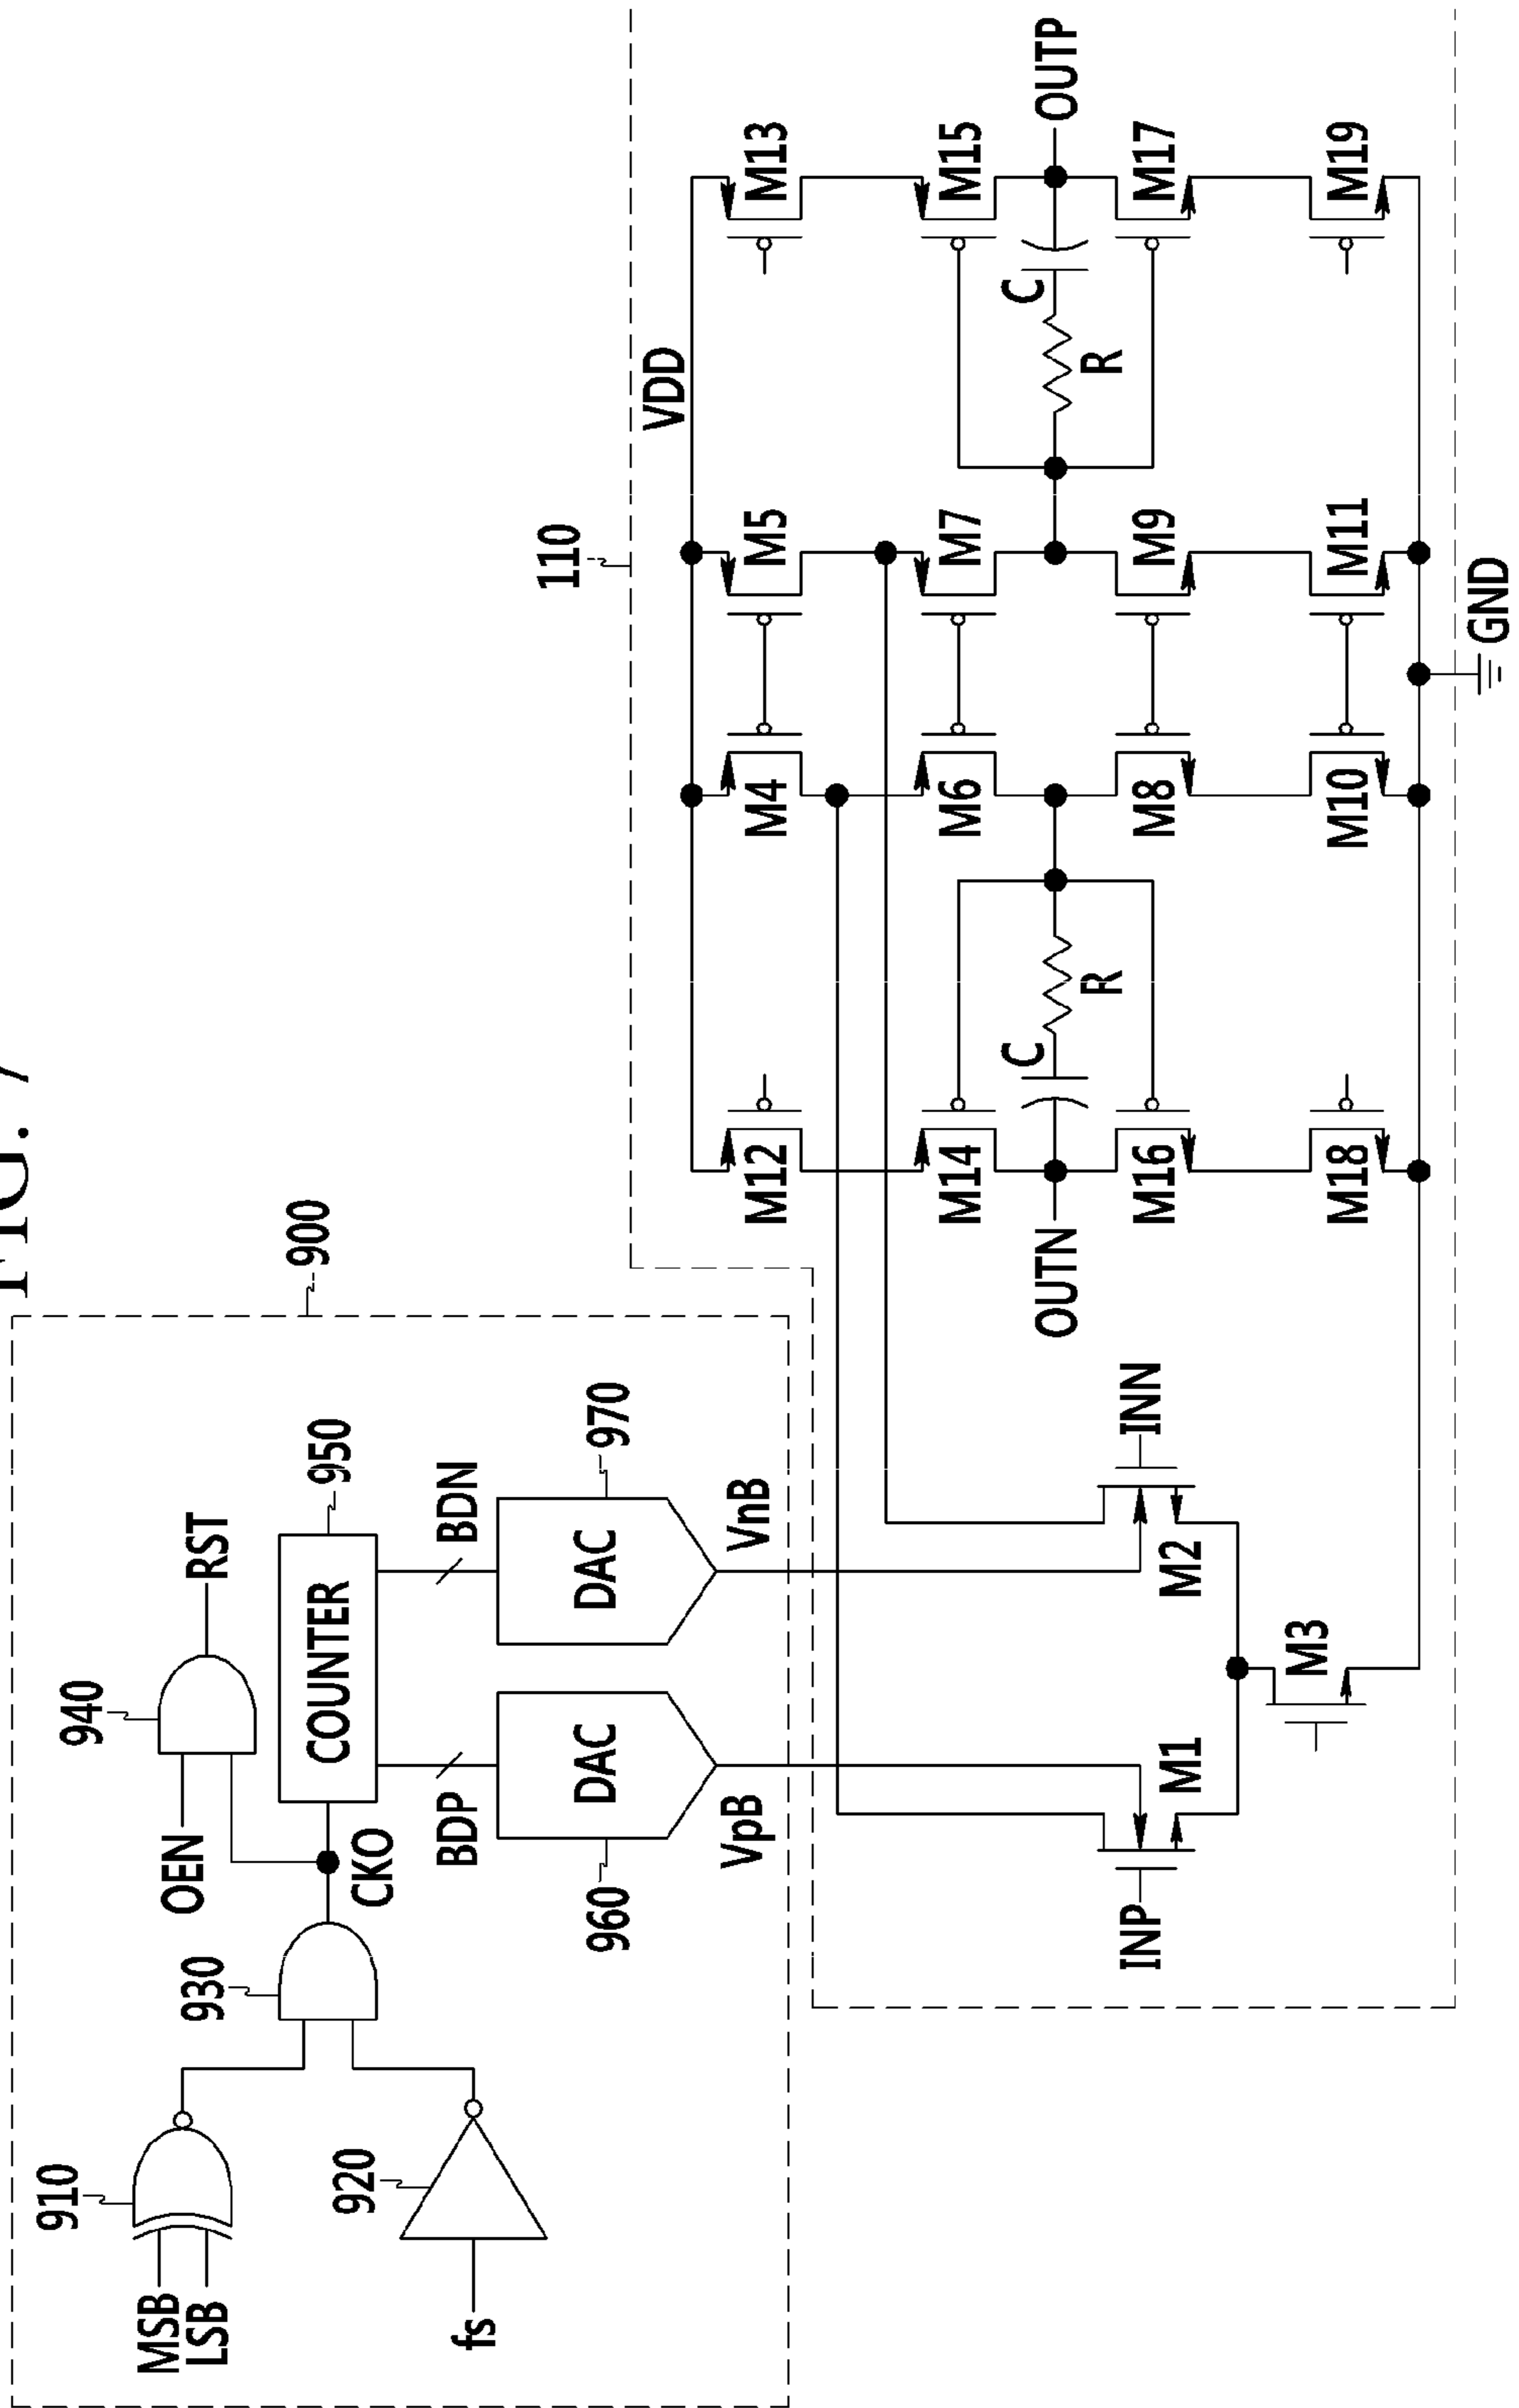 FIG. 7
900
910
MSB
LSB
920
fs
930
940
OEN
RST
CKO
COUNTER
950
BDP
BDN
960
DAC
DAC
970
VpB
VnB
110
VDD
M12
M4
M5
M13
M14
M6
M7
M15
OUTN
C
R
R
C
OUTP
M16
M8
M9
M17
M18
M10
M11
M19
INP
M1
M2
INN
M3
GND